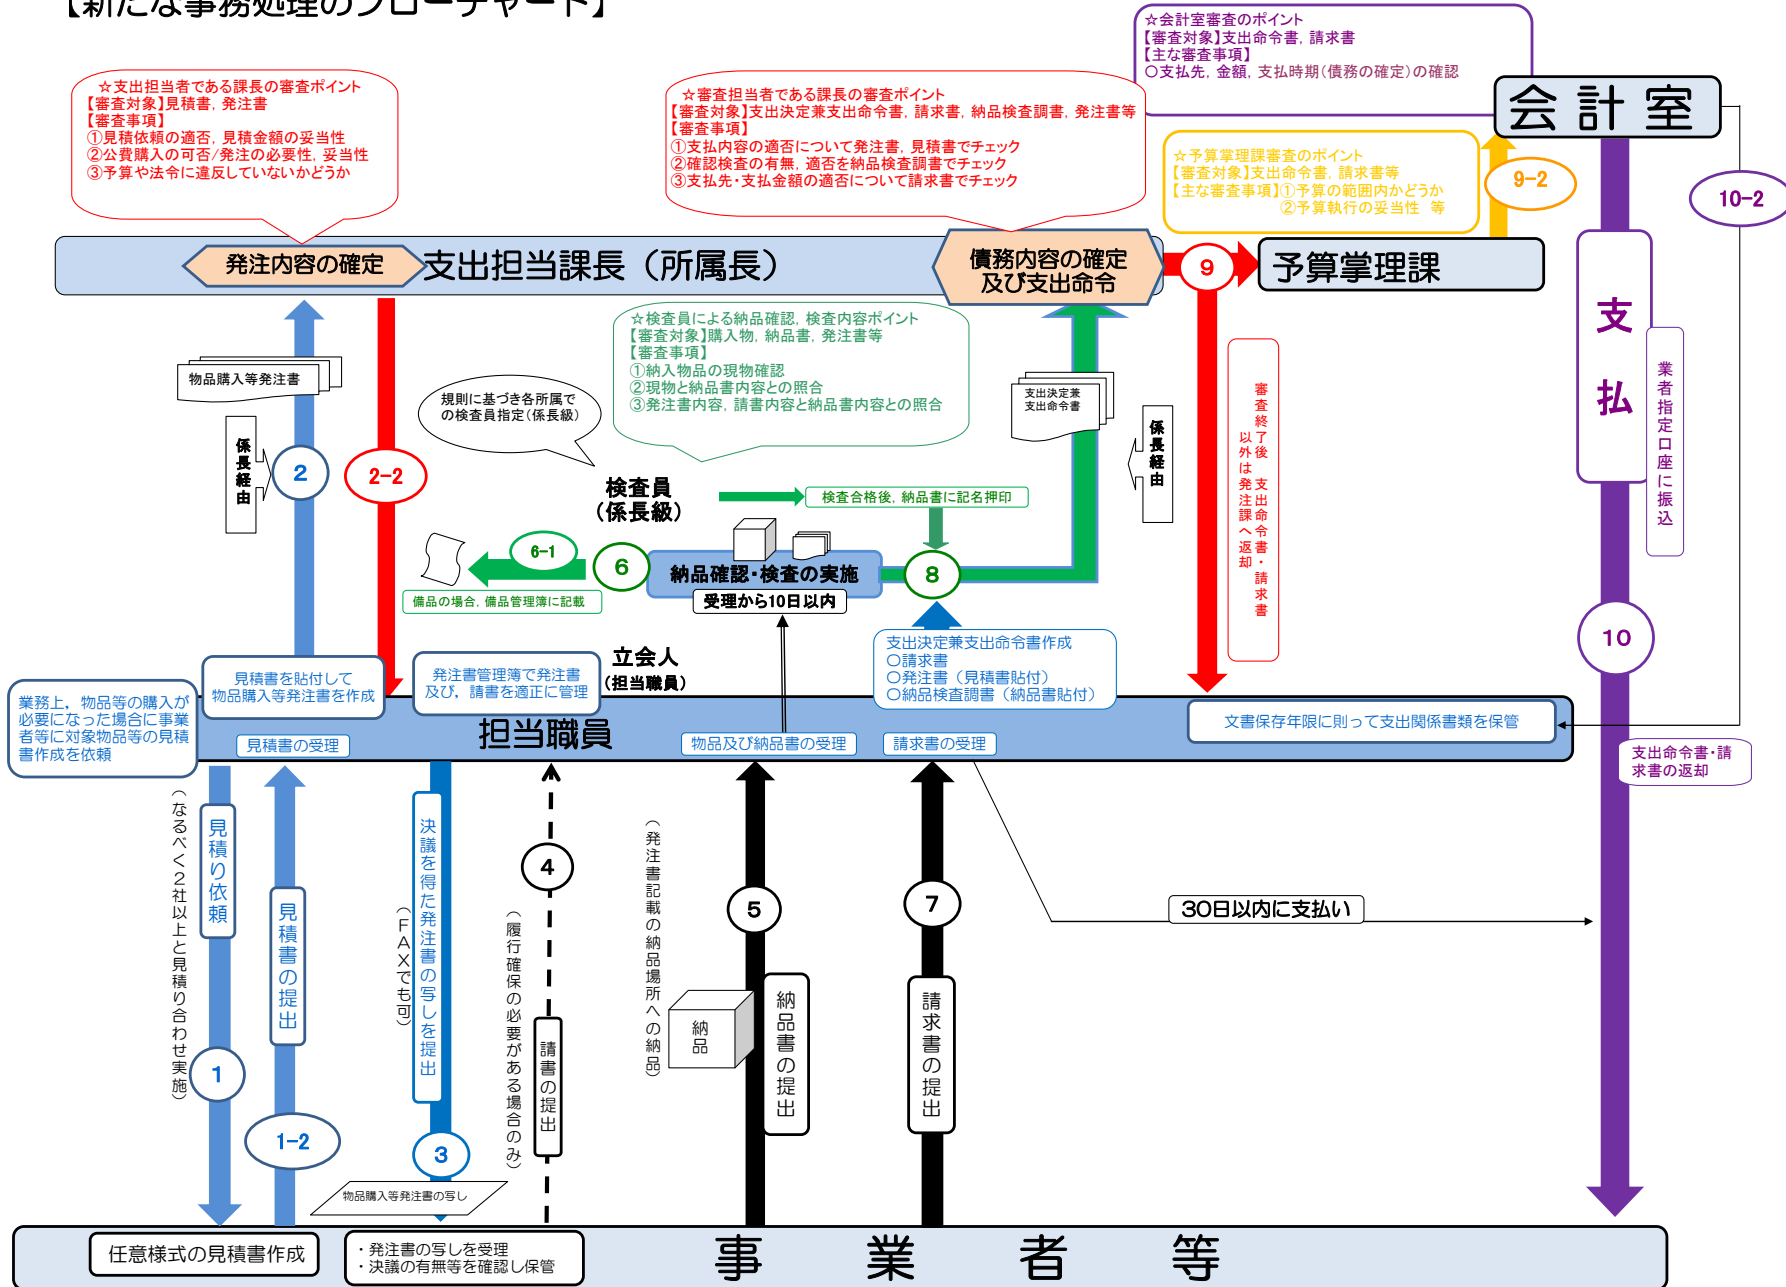 【新たな事務処理のフローチャート】
☆会計室審査のポイント
【審査対象】支出命令書，請求書
【主な審査事項】
○支払先，金額，支払時期（債務の確定）の確認
会計室
☆支出担当者である課長の審査ポイント
【審査対象】見積書，発注書
【審査事項】
①見積依頼の適否，見積金額の妥当性
②公費購入の可否/発注の必要性，妥当性
③予算や法令に違反していないかどうか
☆審査担当者である課長の審査ポイント
【審査対象】支出決定兼支出命令書，請求書，納品検査調書，発注書等
【審査事項】
①支払内容の適否について発注書，見積書でチェック
②確認検査の有無，適否を納品検査調書でチェック
③支払先・支払金額の適否について請求書でチェック
☆予算掌理課審査のポイント
【審査対象】支出命令書，請求書等
【主な審査事項】①予算の範囲内かどうか
②予算執行の妥当性　等
9-2
10-2
発注内容の確定
支出担当課長（所属長）
債務内容の確定
及び支出命令
9
予算掌理課
支払
業者指定口座に振込
物品購入等発注書
係長経由
2
2-2
規則に基づき各所属で
の検査員指定（係長級）
☆検査員による納品確認，検査内容ポイント
【審査対象】購入物，納品書，発注書等
【審査事項】
①納入物品の現物確認
②現物と納品書内容との照合
③発注書内容，請書内容と納品書内容との照合
支出決定兼
支出命令書
係長経由
審査終了後，支出命令書・請求書
以外は発注課へ返却
検査員
（係長級）
検査合格後，納品書に記名押印
6-1
6
納品確認・検査の実施
8
備品の場合，備品管理簿に記載
受理から10日以内
10
業務上，物品等の購入が
必要になった場合に事業
者等に対象物品等の見積
書作成を依頼
見積書を貼付して
物品購入等発注書を作成
発注書管理簿で発注書
及び，請書を適正に管理
立会人
（担当職員）
支出決定兼支出命令書作成
○請求書
○発注書（見積書貼付）
○納品検査調書（納品書貼付）
見積書の受理
担当職員
物品及び納品書の受理
請求書の受理
文書保存年限に則って支出関係書類を保管
支出命令書・請
求書の返却
（なるべく２社以上と見積り合わせ実施）
見積り依頼
1
見積書の提出
1-2
（ＦＡＸでも可）
決議を得た発注書の写しを提出
3
物品購入等発注書の写し
4
（履行確保の必要がある場合のみ）
請書の提出
（発注書記載の納品場所への納品）
納品
5
納品書の提出
7
請求書の提出
30日以内に支払い
任意様式の見積書作成
・発注書の写しを受理
・決議の有無等を確認し保管
事業者等